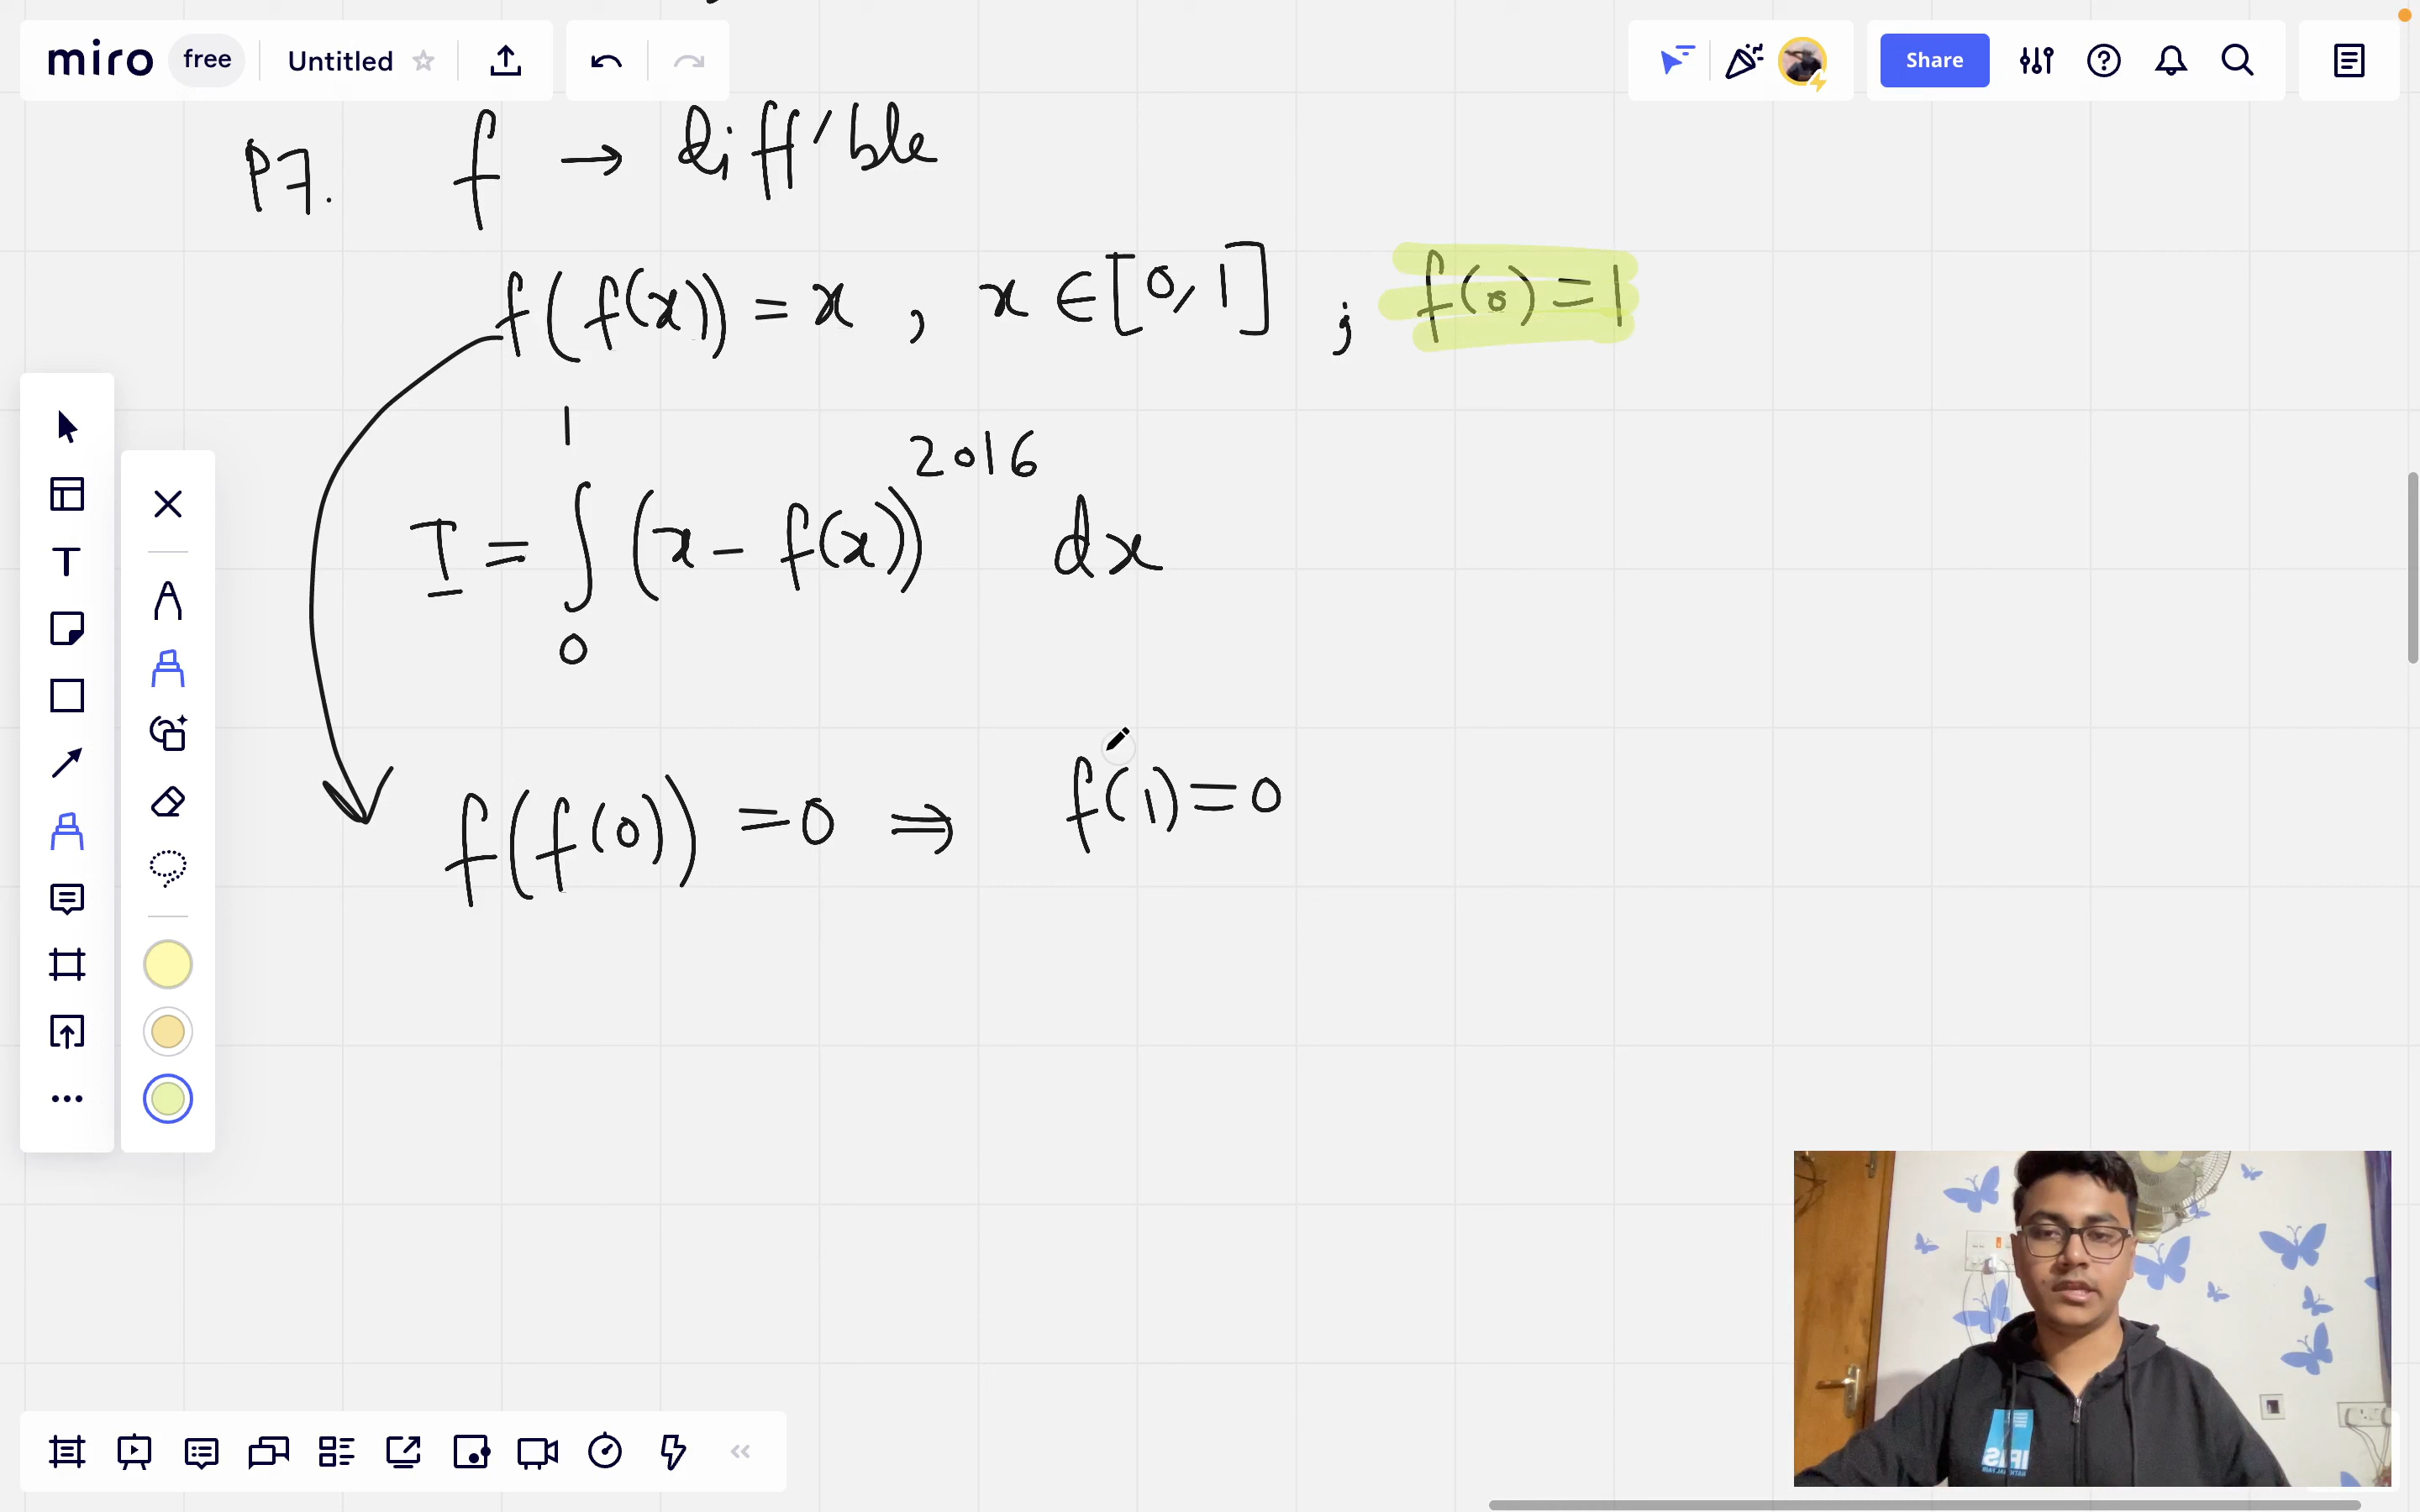 miro free Untitled Share
P7. f → diff'ble
f(f(x)) = x , x ∈ [0, 1] ; f(0) = 1
I = ∫₀¹ (x - f(x))²⁰¹⁶ dx
f(f(0)) = 0 ⇒ f(1) = 0